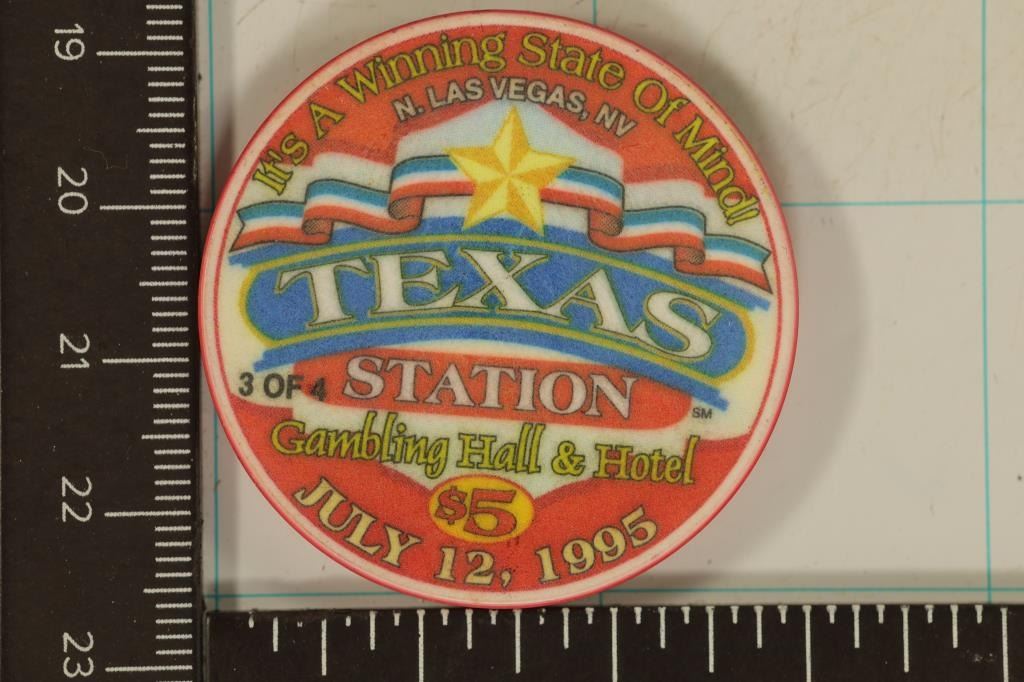 It's A Winning State Of Mind!
N. LAS VEGAS, NV
TEXAS
STATION
SM
3 OF 4
Gambling Hall & Hotel
$5
JULY 12, 1995
19
20
21
22
23